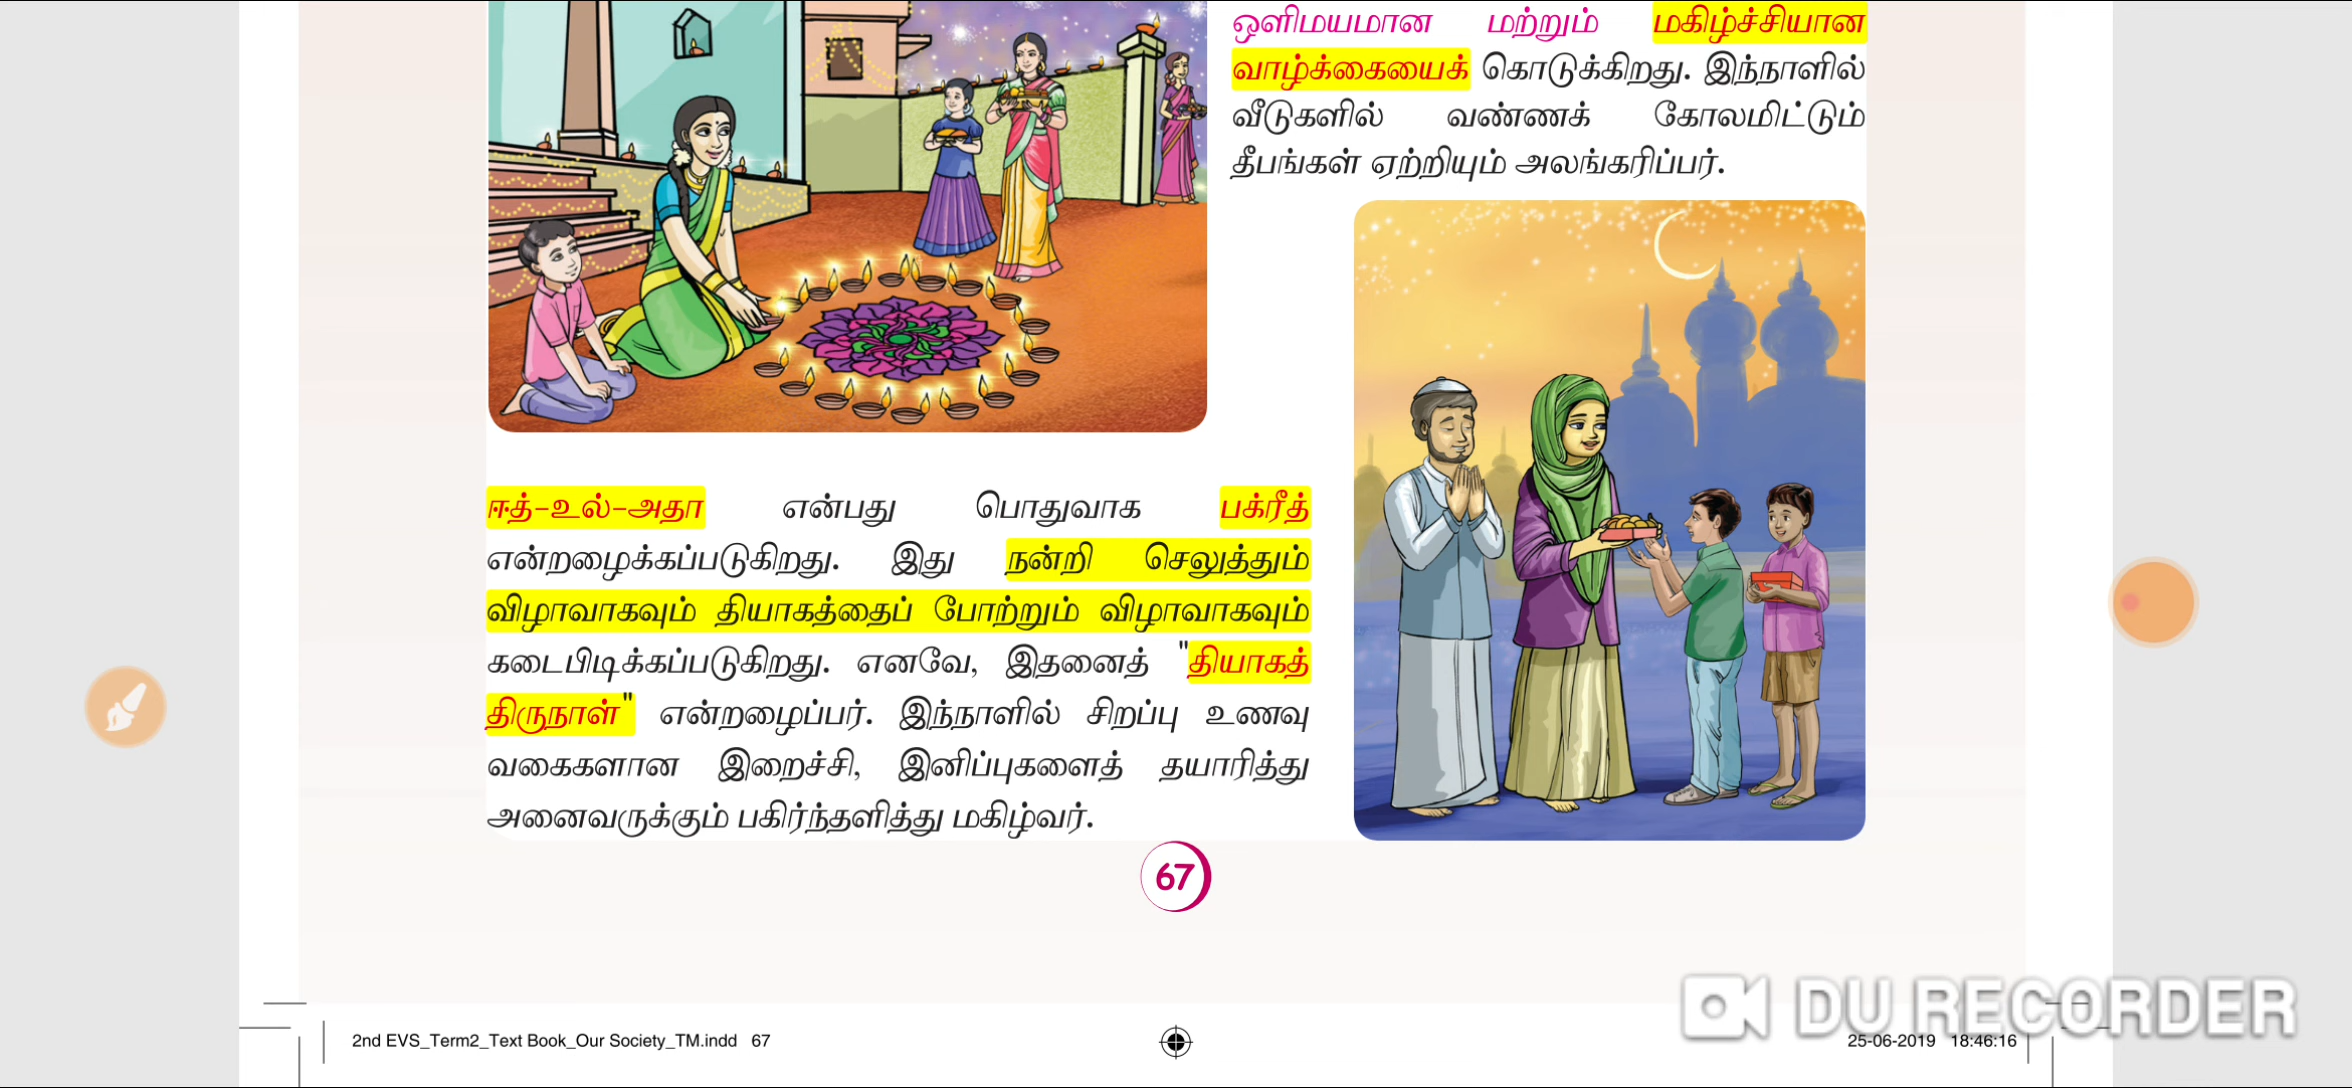 ஒளிமயமான மற்றும் மகிழ்ச்சியான
வாழ்க்கையைக் கொடுக்கிறது. இந்நாளில்
வீடுகளில் வண்ணக் கோலமிட்டும்
தீபங்கள் ஏற்றியும் அலங்கரிப்பர்.
ஈத்-உல்-அதா என்பது பொதுவாக பக்ரீத்
என்றழைக்கப்படுகிறது. இது நன்றி செலுத்தும்
விழாவாகவும் தியாகத்தைப் போற்றும் விழாவாகவும்
கடைபிடிக்கப்படுகிறது. எனவே, இதனைத் "தியாகத்
திருநாள்" என்றழைப்பர். இந்நாளில் சிறப்பு உணவு
வகைகளான இறைச்சி, இனிப்புகளைத் தயாரித்து
அனைவருக்கும் பகிர்ந்தளித்து மகிழ்வர்.
67
DU RECORDER
2nd EVS_Term2_Text Book_Our Society_TM.indd 67
25-06-2019 18:46:16